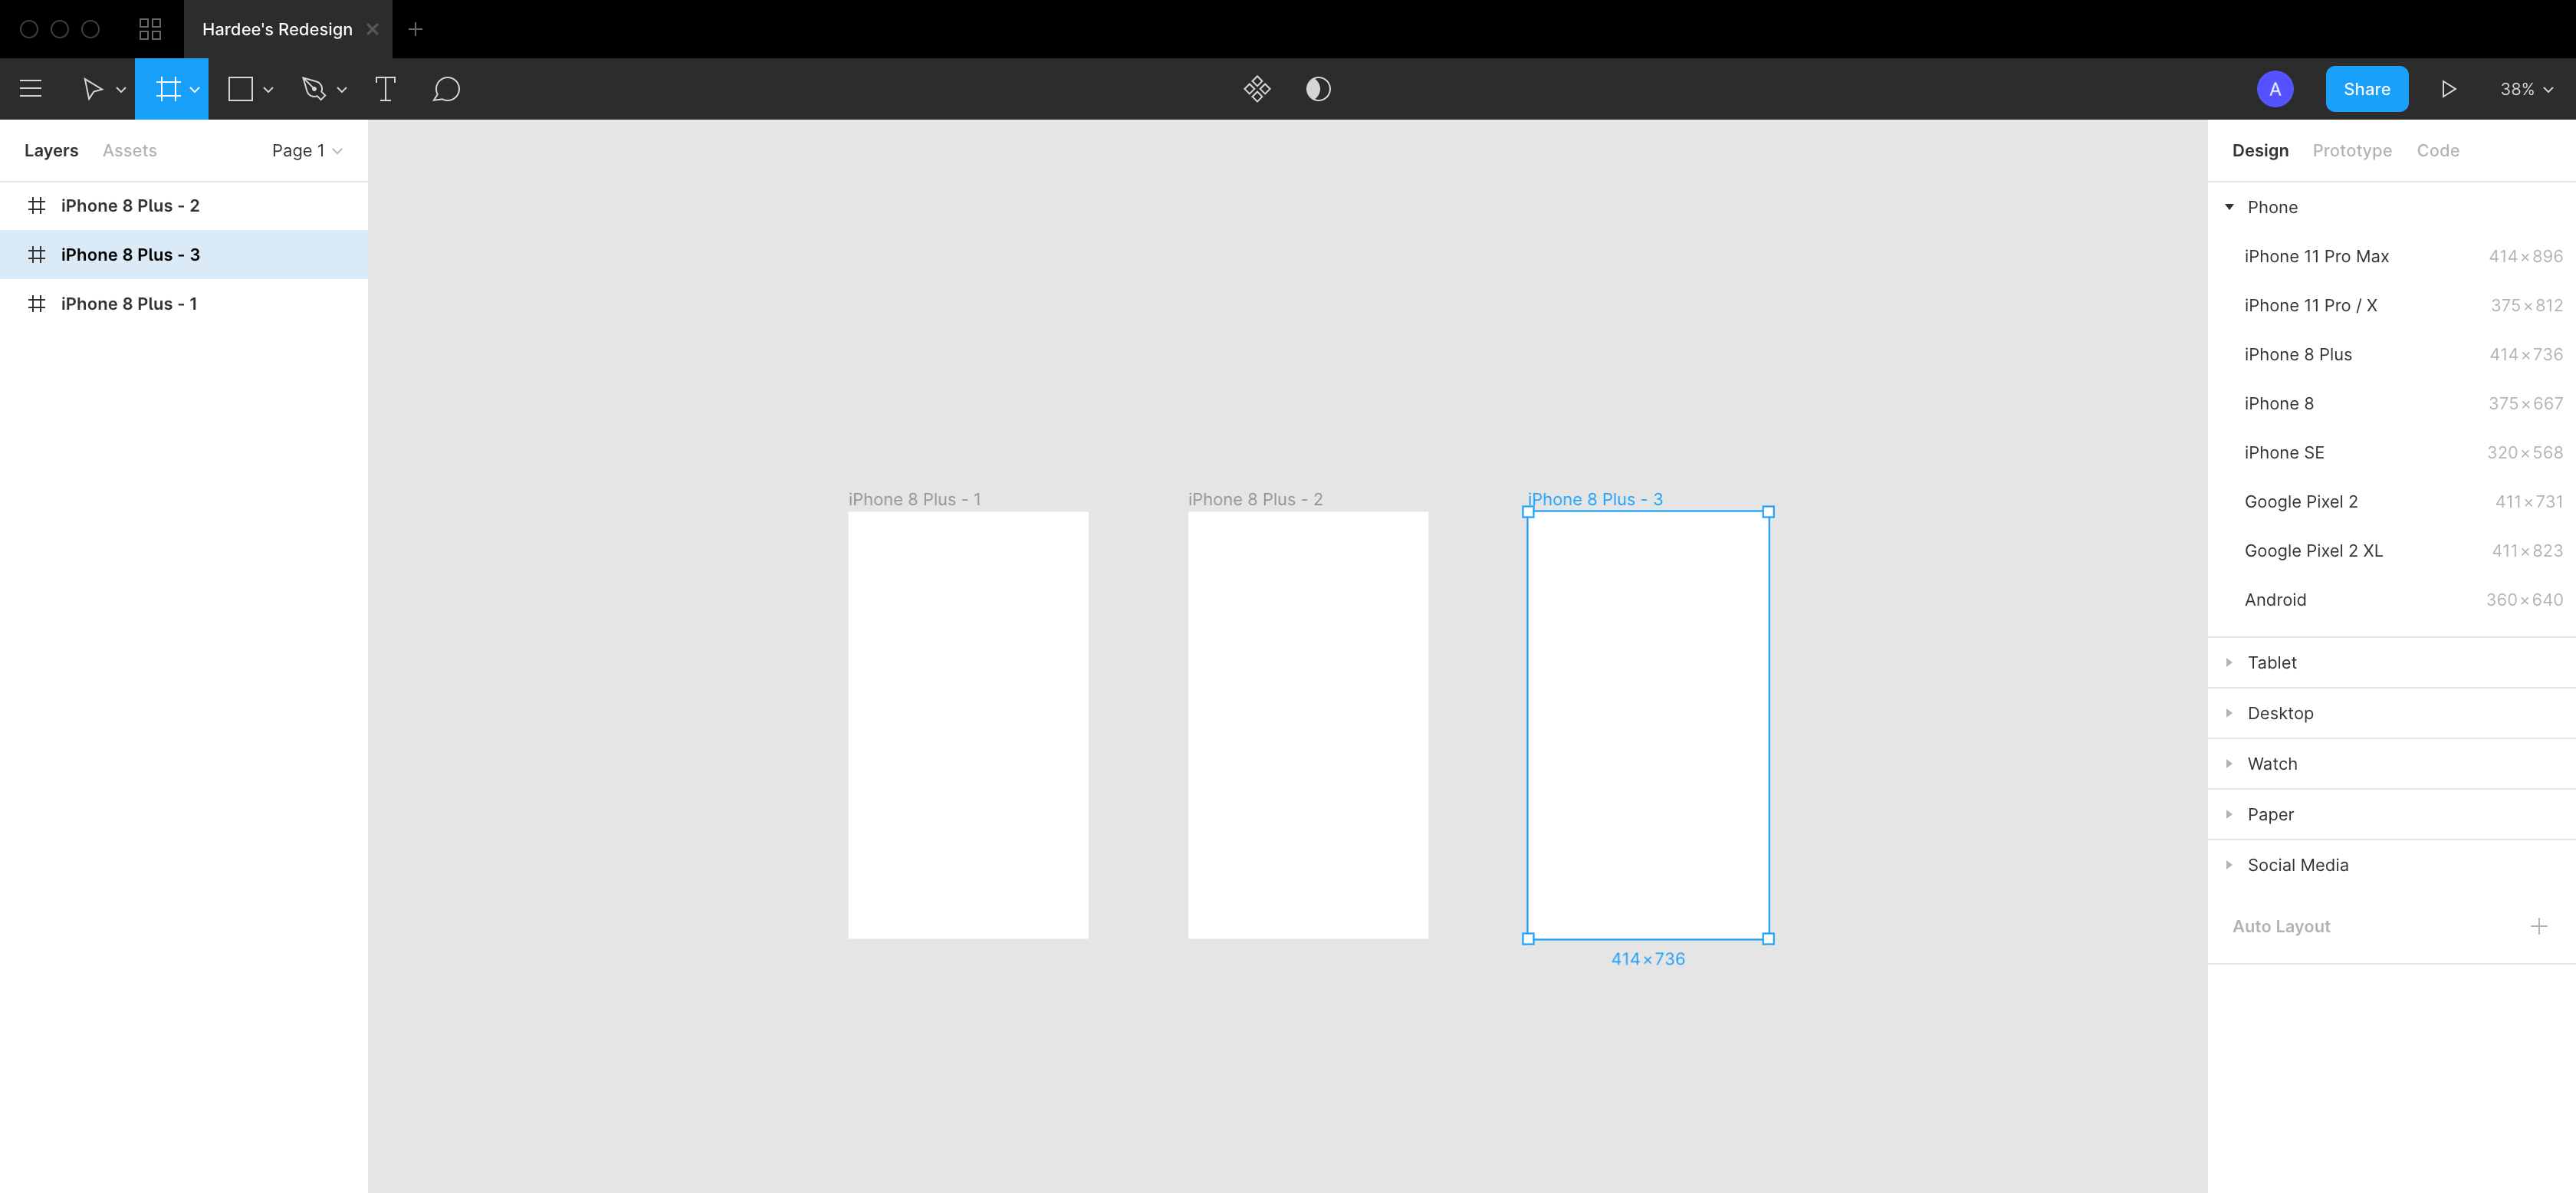 Hardee's Redesign
A
Share
38%
Layers
Assets
Page 1
iPhone 8 Plus - 2
iPhone 8 Plus - 3
iPhone 8 Plus - 1
iPhone 8 Plus - 1
iPhone 8 Plus - 2
iPhone 8 Plus - 3
414×736
Design
Prototype
Code
Phone
iPhone 11 Pro Max 414×896
iPhone 11 Pro / X 375×812
iPhone 8 Plus 414×736
iPhone 8 375×667
iPhone SE 320×568
Google Pixel 2 411×731
Google Pixel 2 XL 411×823
Android 360×640
Tablet
Desktop
Watch
Paper
Social Media
Auto Layout